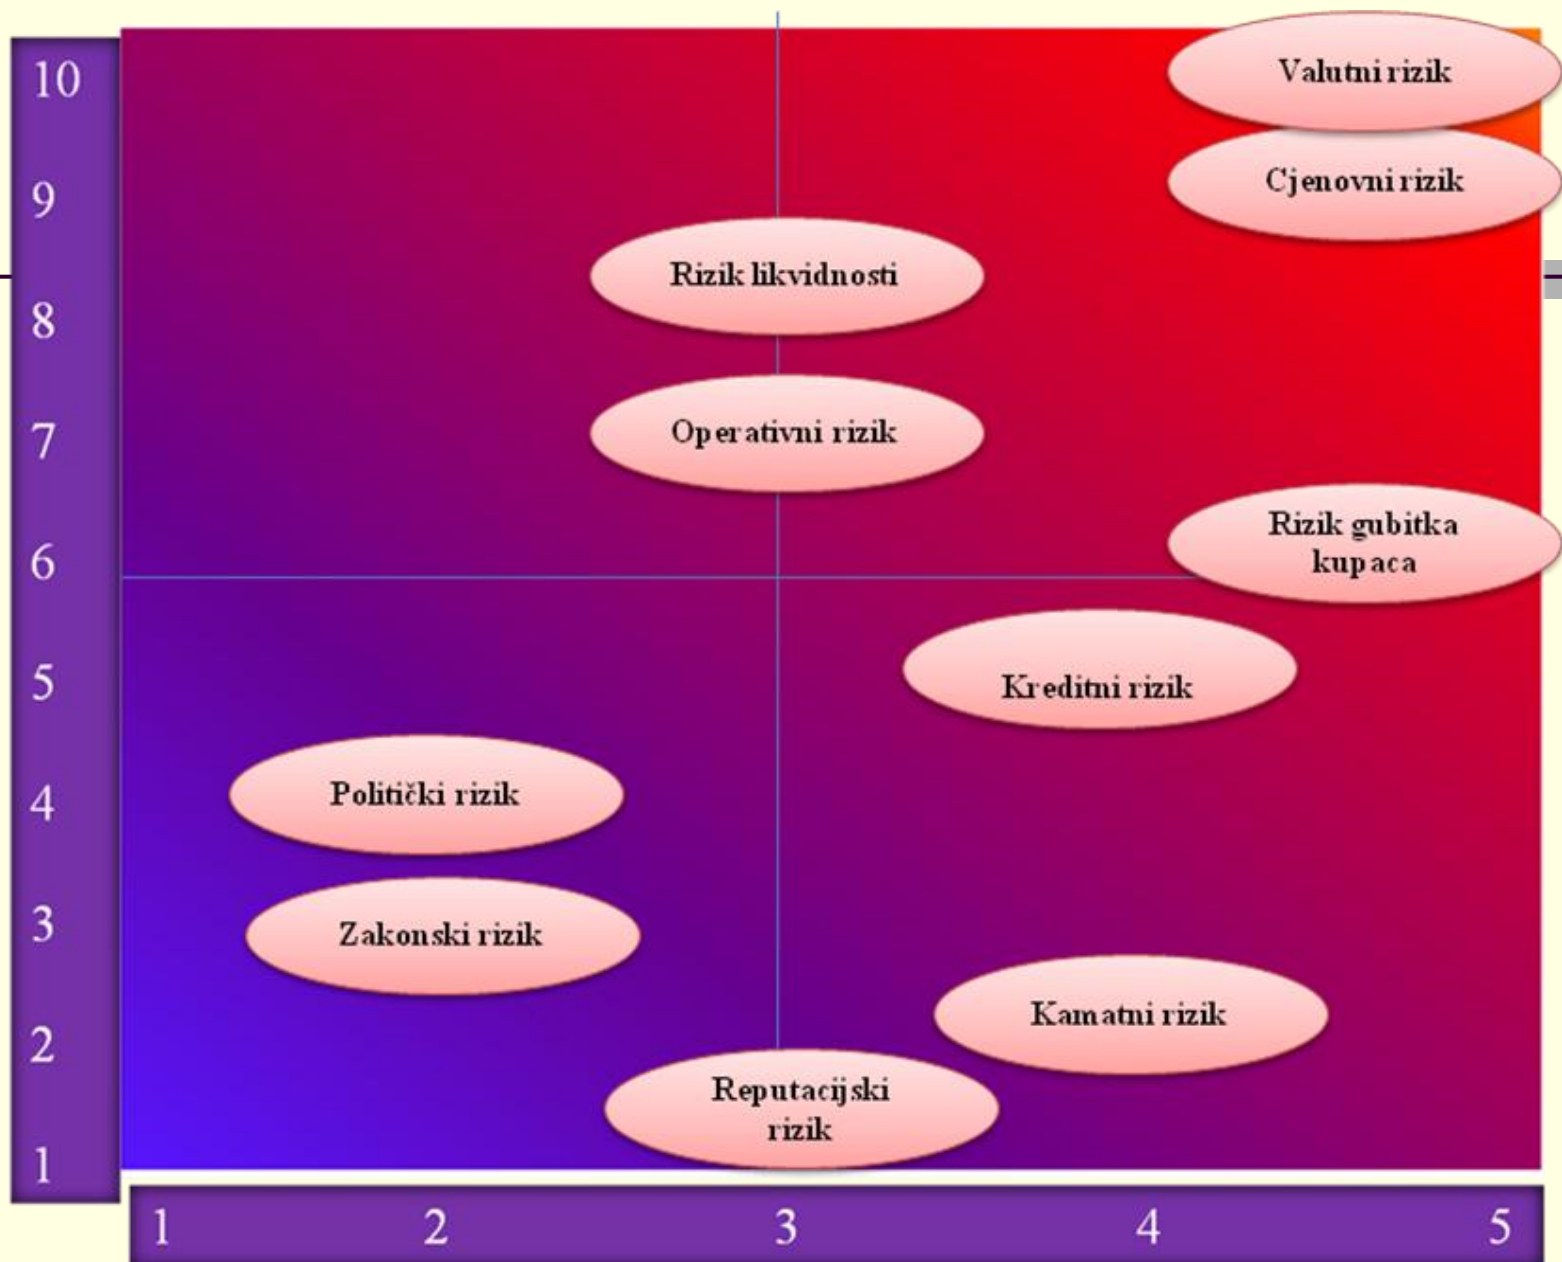 10
9
8
7
6
5
4
3
2
1
Valutni rizik
Cjenovni rizik
Rizik likvidnosti
Operativni rizik
Rizik gubitka
kupaca
Kreditni rizik
Politički rizik
Zakonski rizik
Kamatni rizik
Reputacijski
rizik
1 2 3 4 5